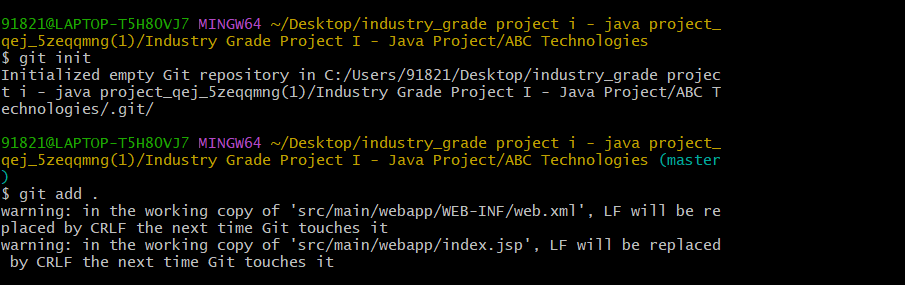 91821@LAPTOP-T5H8OVJ7 MINGW64 ~/Desktop/industry_grade project i - java project_
qej_5zeqqmng(1)/Industry Grade Project I - Java Project/ABC Technologies
$ git init
Initialized empty Git repository in C:/Users/91821/Desktop/industry_grade projec
t i - java project_qej_5zeqqmng(1)/Industry Grade Project I - Java Project/ABC T
echnologies/.git/
91821@LAPTOP-T5H8OVJ7 MINGW64 ~/Desktop/industry_grade project i - java project_
qej_5zeqqmng(1)/Industry Grade Project I - Java Project/ABC Technologies (master
)
$ git add .
warning: in the working copy of 'src/main/webapp/WEB-INF/web.xml', LF will be re
placed by CRLF the next time Git touches it
warning: in the working copy of 'src/main/webapp/index.jsp', LF will be replaced
 by CRLF the next time Git touches it